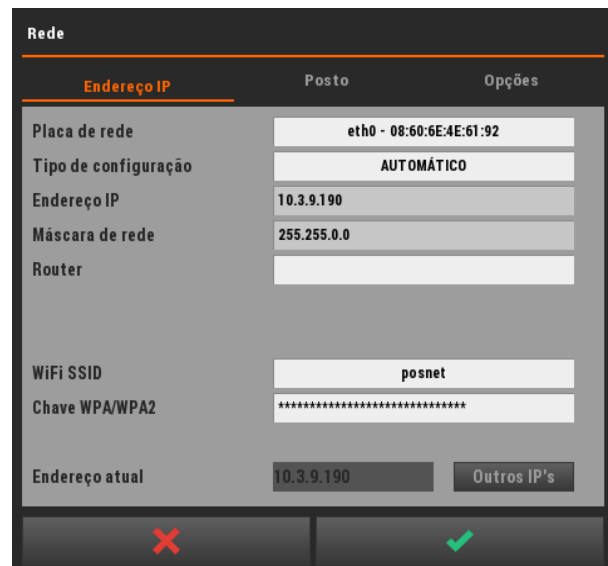 Rede
Endereço IP Posto Opções
Placa de rede eth0 - 08:60:6E:4E:61:92
Tipo de configuração AUTOMÁTICO
Endereço IP 10.3.9.190
Máscara de rede 255.255.0.0
Router
WiFi SSID posnet
Chave WPA/WPA2 ******************************
Endereço atual 10.3.9.190 Outros IP's